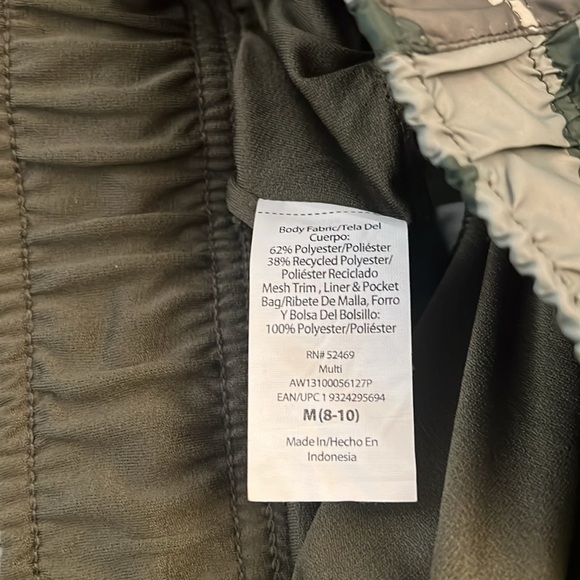 Body Fabric/Tela Del
Cuerpo:
62% Polyester/Poliéster
38% Recycled Polyester/
Poliéster Reciclado
Mesh Trim , Liner & Pocket
Bag/Ribete De Malla, Forro
Y Bolsa Del Bolsillo:
100% Polyester/Poliéster
RN# 52469
Multi
AW13100056127P
EAN/UPC 1 9324295694
M (8-10)
Made In/Hecho En
Indonesia